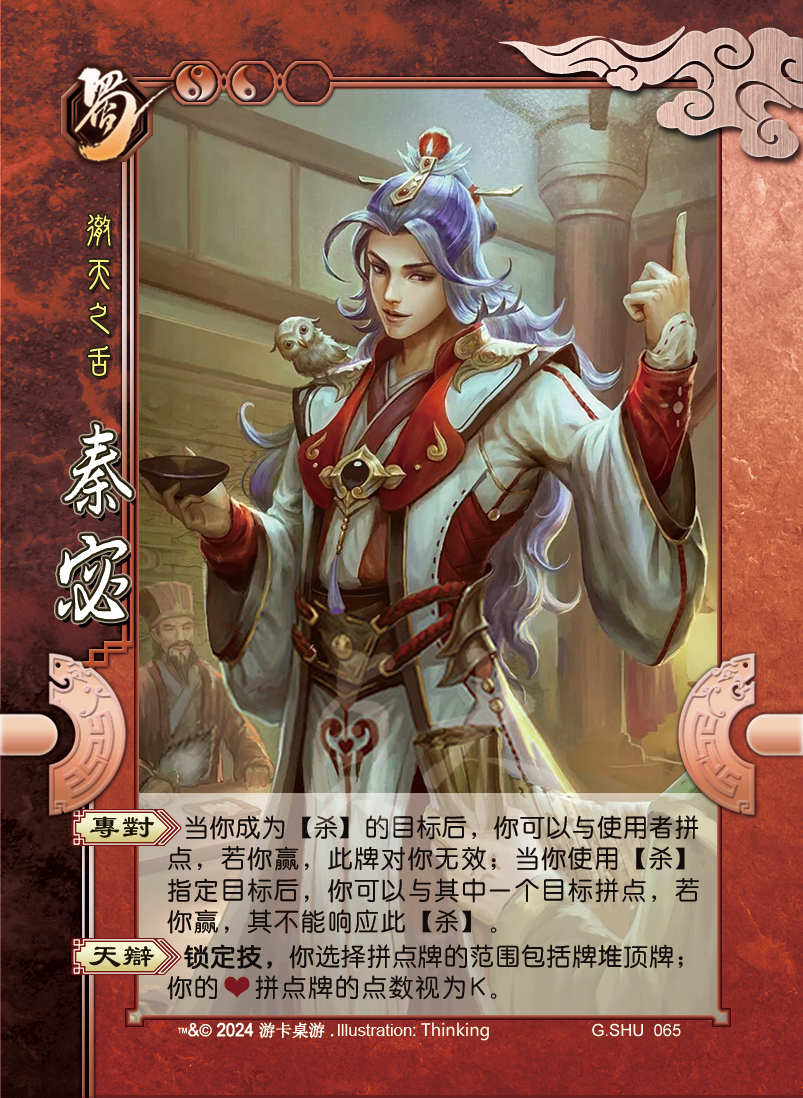 蜀
徹天之舌
秦宓
專對
当你成为【杀】的目标后，你可以与使用者拼
点，若你赢，此牌对你无效；当你使用【杀】
指定目标后，你可以与其中一个目标拼点，若
你赢，其不能响应此【杀】。
天辯
锁定技，你选择拼点牌的范围包括牌堆顶牌；
你的♥拼点牌的点数视为K。
™&© 2024 游卡桌游 . Illustration: Thinking
G.SHU 065